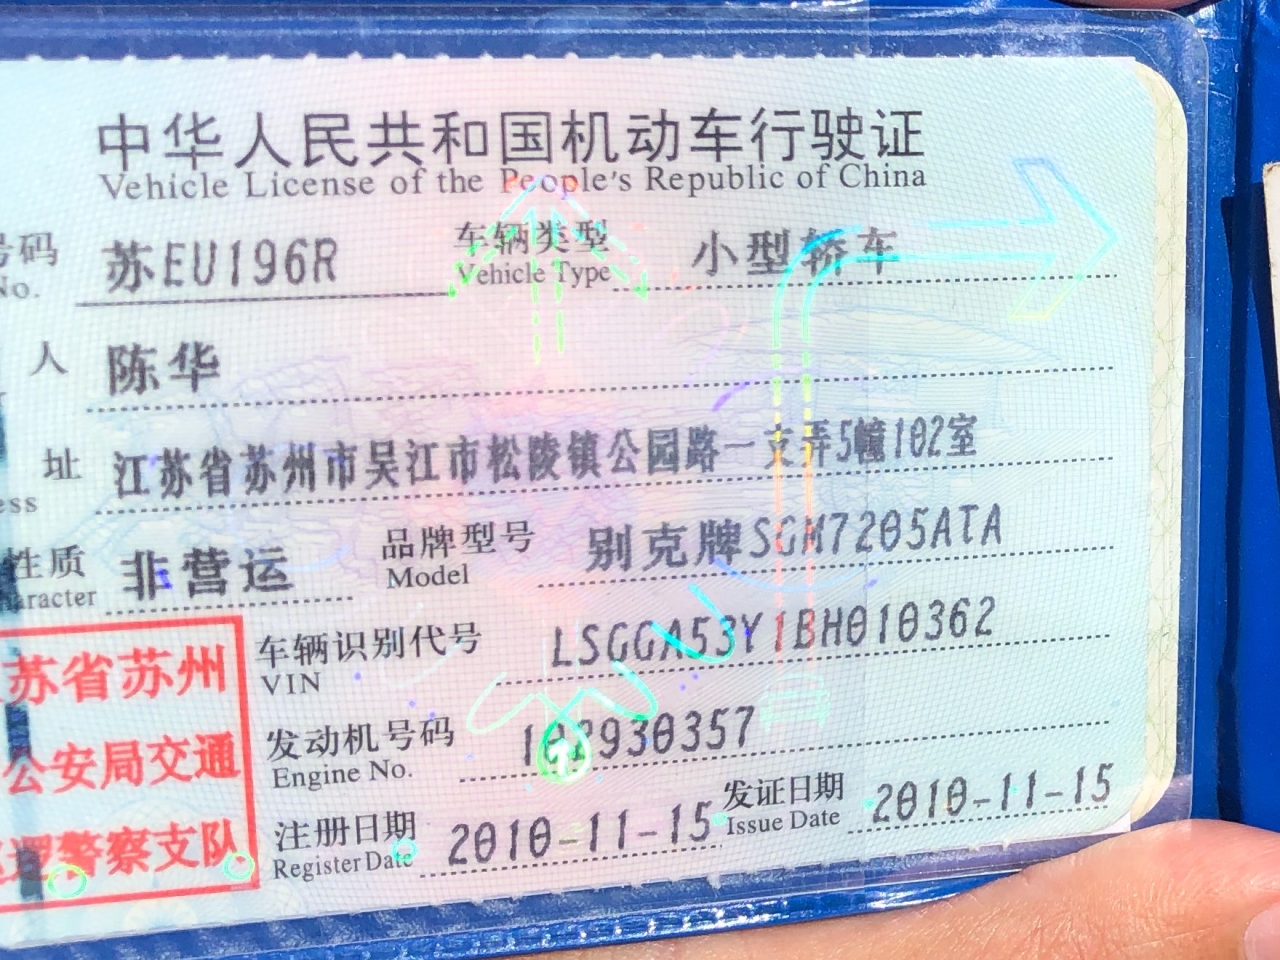 中华人民共和国机动车行驶证
Vehicle License of the People's Republic of China
号码 苏EU196R 车辆类型 小型轿车
No. Vehicle Type
人 陈华
址 江苏省苏州市吴江市松陵镇公园路一支弄5幢102室
ess
性质 非营运 品牌型号 别克牌SGM7205ATA
aracter Model
车辆识别代号 LSGGA53Y1BH010362
VIN
发动机号码 102930357
Engine No.
注册日期 2010-11-15 发证日期 2010-11-15
Register Date Issue Date
苏省苏州
公安局交通
逻警察支队